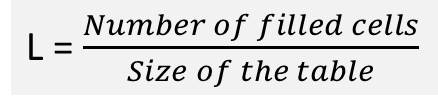 L = Number of filled cells / Size of the table